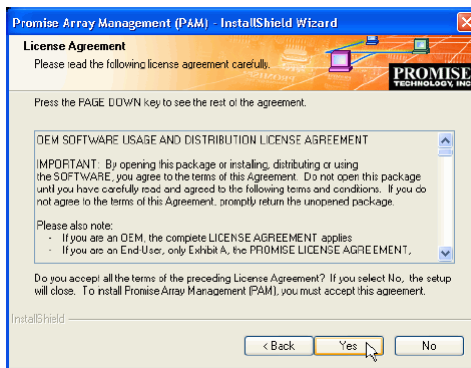 Promise Array Management (PAM) - InstallShield Wizard
License Agreement
Please read the following license agreement carefully.
PROMISE
TECHNOLOGY, INC
Press the PAGE DOWN key to see the rest of the agreement.
OEM SOFTWARE USAGE AND DISTRIBUTION LICENSE AGREEMENT
IMPORTANT: By opening this package or installing, distributing or using
the SOFTWARE, you agree to the terms of this Agreement. Do not open this package
until you have carefully read and agreed to the following terms and conditions. If you do
not agree to the terms of this Agreement, promptly return the unopened package.
Please also note:
- If you are an OEM, the complete LICENSE AGREEMENT applies
- If you are an End-User, only Exhibit A, the PROMISE LICENSE AGREEMENT,
Do you accept all the terms of the preceding License Agreement? If you select No, the setup
will close. To install Promise Array Management (PAM), you must accept this agreement.
InstallShield
< Back
Yes
No